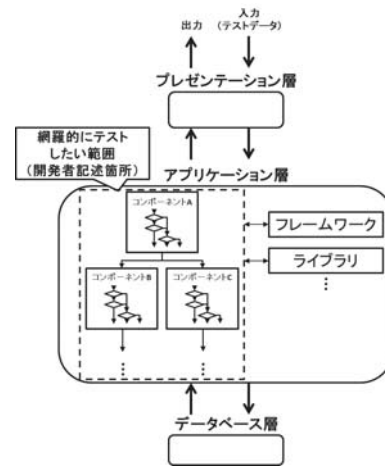 出力
入力
(テストデータ)
プレゼンテーション層
網羅的にテスト
したい範囲
(開発者記述箇所)
アプリケーション層
コンポーネントA
フレームワーク
ライブラリ
⋮
コンポーネントB
コンポーネントC
⋮
⋮
データベース層